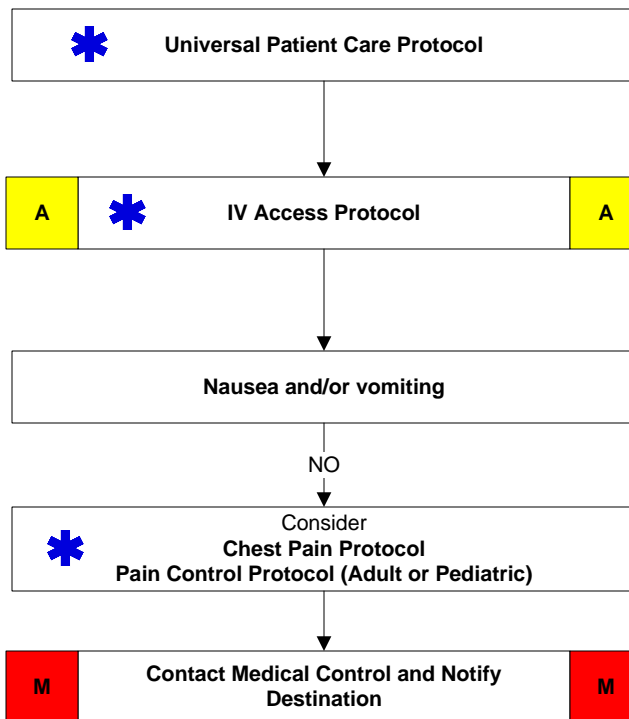 Universal Patient Care Protocol
A IV Access Protocol A
Nausea and/or vomiting
NO
Consider
Chest Pain Protocol
Pain Control Protocol (Adult or Pediatric)
M Contact Medical Control and Notify M
Destination